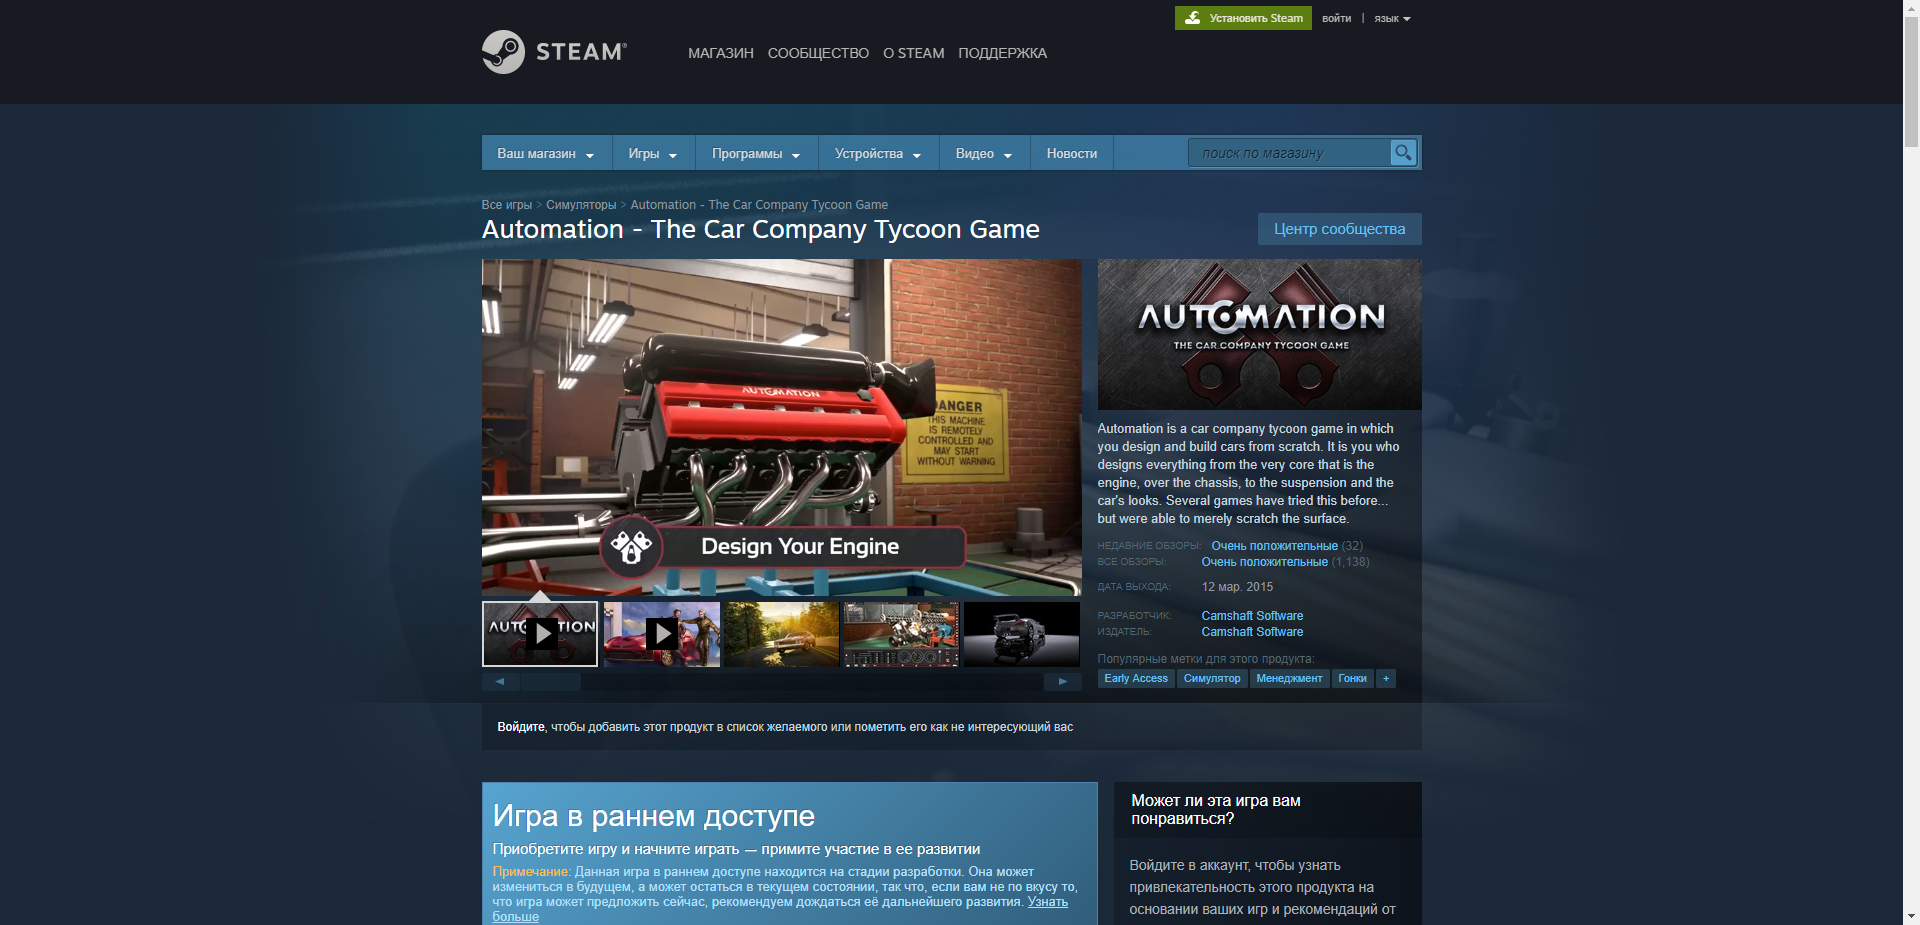 Установить Steam
войти | язык
STEAM®
МАГАЗИН СООБЩЕСТВО О STEAM ПОДДЕРЖКА
Ваш магазин Игры Программы Устройства Видео Новости поиск по магазину
Все игры > Симуляторы > Automation - The Car Company Tycoon Game
Automation - The Car Company Tycoon Game
Центр сообщества
AUTOMATION
DANGER
THIS MACHINE
IS REMOTELY
CONTROLLED AND
MAY START
WITHOUT WARNING
Design Your Engine
AUTOMATION
AUTOMATION
THE CAR COMPANY TYCOON GAME
Automation is a car company tycoon game in which
you design and build cars from scratch. It is you who
designs everything from the very core that is the
engine, over the chassis, to the suspension and the
car's looks. Several games have tried this before...
but were able to merely scratch the surface.
НЕДАВНИЕ ОБЗОРЫ: Очень положительные (32)
ВСЕ ОБЗОРЫ: Очень положительные (1,138)
ДАТА ВЫХОДА: 12 мар. 2015
РАЗРАБОТЧИК: Camshaft Software
ИЗДАТЕЛЬ: Camshaft Software
Популярные метки для этого продукта:
Early Access Симулятор Менеджмент Гонки +
Войдите, чтобы добавить этот продукт в список желаемого или пометить его как не интересующий вас
Игра в раннем доступе
Приобретите игру и начните играть — примите участие в ее развитии
Примечание: Данная игра в раннем доступе находится на стадии разработки. Она может
измениться в будущем, а может остаться в текущем состоянии, так что, если вам не по вкусу то,
что игра может предложить сейчас, рекомендуем дождаться её дальнейшего развития. Узнать
больше
Может ли эта игра вам
понравиться?
Войдите в аккаунт, чтобы узнать
привлекательность этого продукта на
основании ваших игр и рекомендаций от